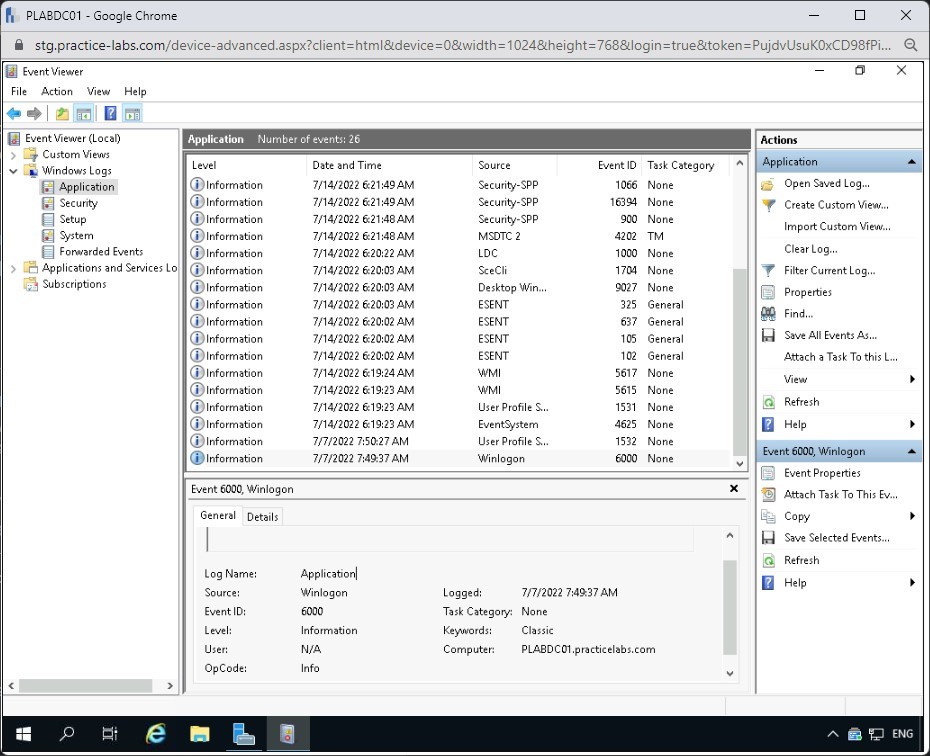 PLABDC01 - Google Chrome
stg.practice-labs.com/device-advanced.aspx?client=html&device=0&width=1024&height=768&login=true&token=PujdvUsuK0xCD98fPi...
Event Viewer
File Action View Help
Event Viewer (Local)
Custom Views
Windows Logs
Application
Security
Setup
System
Forwarded Events
Applications and Services Lo
Subscriptions
Application Number of events: 26
Level Date and Time Source Event ID Task Category
Information 7/14/2022 6:21:49 AM Security-SPP 1066 None
Information 7/14/2022 6:21:49 AM Security-SPP 16394 None
Information 7/14/2022 6:21:48 AM Security-SPP 900 None
Information 7/14/2022 6:21:48 AM MSDTC 2 4202 TM
Information 7/14/2022 6:20:22 AM LDC 1000 None
Information 7/14/2022 6:20:03 AM SceCli 1704 None
Information 7/14/2022 6:20:03 AM Desktop Win... 9027 None
Information 7/14/2022 6:20:03 AM ESENT 325 General
Information 7/14/2022 6:20:03 AM ESENT 637 General
Information 7/14/2022 6:20:02 AM ESENT 105 General
Information 7/14/2022 6:20:02 AM ESENT 102 General
Information 7/14/2022 6:19:24 AM WMI 5617 None
Information 7/14/2022 6:19:23 AM WMI 5615 None
Information 7/14/2022 6:19:23 AM User Profile S... 1531 None
Information 7/14/2022 6:19:23 AM EventSystem 4625 None
Information 7/7/2022 7:50:27 AM User Profile S... 1532 None
Information 7/7/2022 7:49:37 AM Winlogon 6000 None
Event 6000, Winlogon
General Details
Log Name: Application
Source: Winlogon Logged: 7/7/2022 7:49:37 AM
Event ID: 6000 Task Category: None
Level: Information Keywords: Classic
User: N/A Computer: PLABDC01.practicelabs.com
OpCode: Info
Actions
Application
Open Saved Log...
Create Custom View...
Import Custom View...
Clear Log...
Filter Current Log...
Properties
Find...
Save All Events As...
Attach a Task To this L...
View
Refresh
Help
Event 6000, Winlogon
Event Properties
Attach Task To This Ev...
Copy
Save Selected Events...
Refresh
Help
ENG